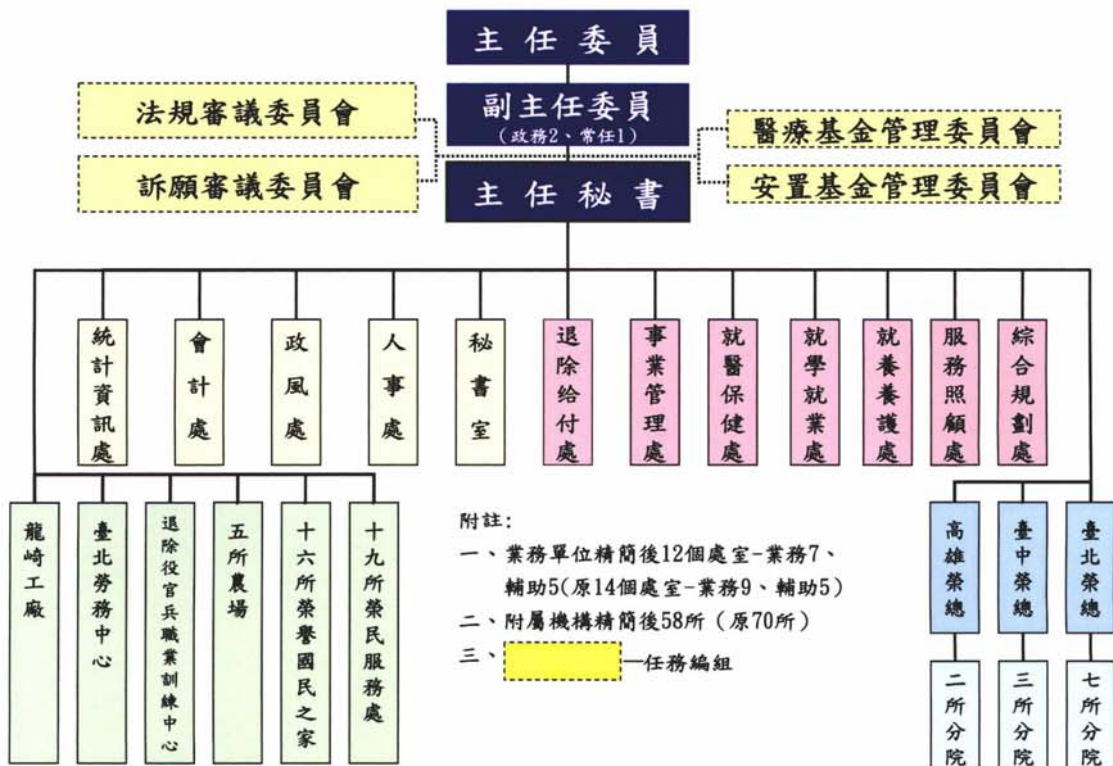 主任委員
法規審議委員會
副主任委員
(政務2、常任1)
醫療基金管理委員會
訴願審議委員會
主任秘書
安置基金管理委員會
統計資訊處
會計處
政風處
人事處
秘書室
退除給付處
事業管理處
就醫保健處
就學就業處
就養養護處
服務照顧處
綜合規劃處
龍崎工廠
臺北勞務中心
退除役官兵職業訓練中心
五所農場
十六所榮譽國民之家
十九所榮民服務處
附註:
一、業務單位精簡後12個處室-業務7、
輔助5(原14個處室-業務9、輔助5)
二、附屬機構精簡後58所（原70所）
三、—任務編組
高雄榮總
臺中榮總
臺北榮總
二所分院
三所分院
七所分院